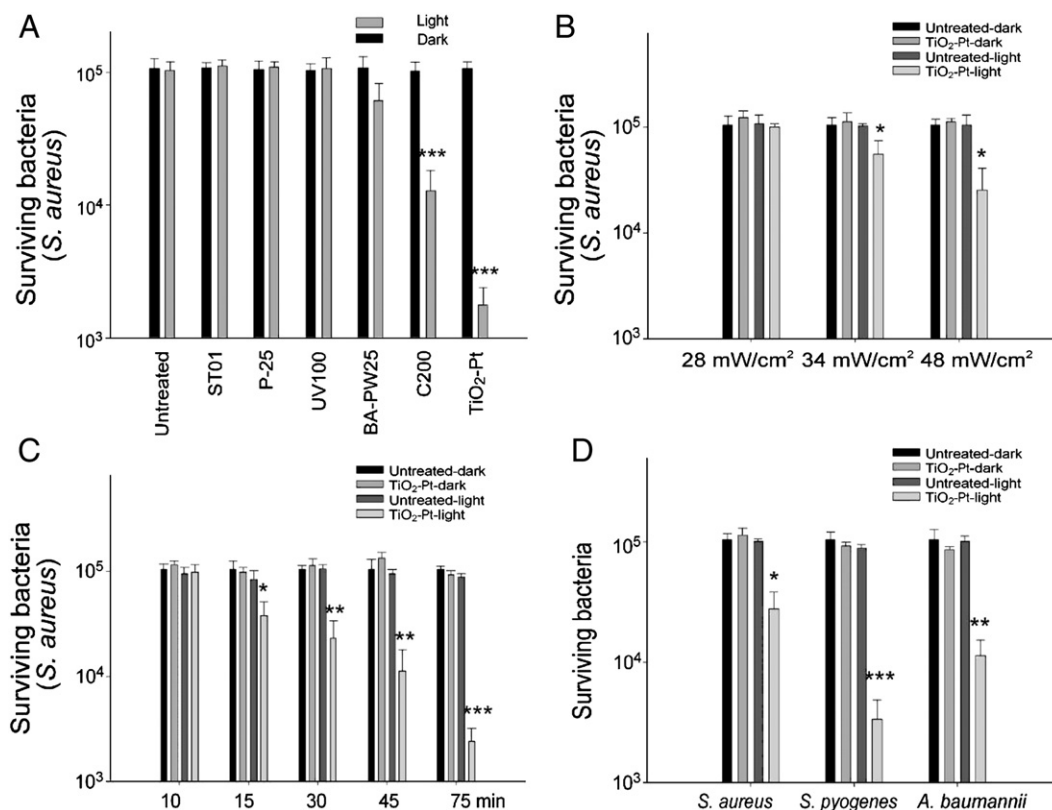 A
Light
Dark
Surviving bacteria
(S. aureus)
10⁵
10⁴
10³
***
***
Untreated
ST01
P-25
UV100
BA-PW25
C200
TiO₂-Pt
B
Untreated-dark
TiO₂-Pt-dark
Untreated-light
TiO₂-Pt-light
Surviving bacteria
(S. aureus)
10⁵
10⁴
10³
*
*
28 mW/cm²
34 mW/cm²
48 mW/cm²
C
Untreated-dark
TiO₂-Pt-dark
Untreated-light
TiO₂-Pt-light
Surviving bacteria
(S. aureus)
10⁵
10⁴
10³
*
**
**
***
10
15
30
45
75 min
D
Untreated-dark
TiO₂-Pt-dark
Untreated-light
TiO₂-Pt-light
Surviving bacteria
10⁵
10⁴
10³
*
***
**
S. aureus
S. pyogenes
A. baumannii